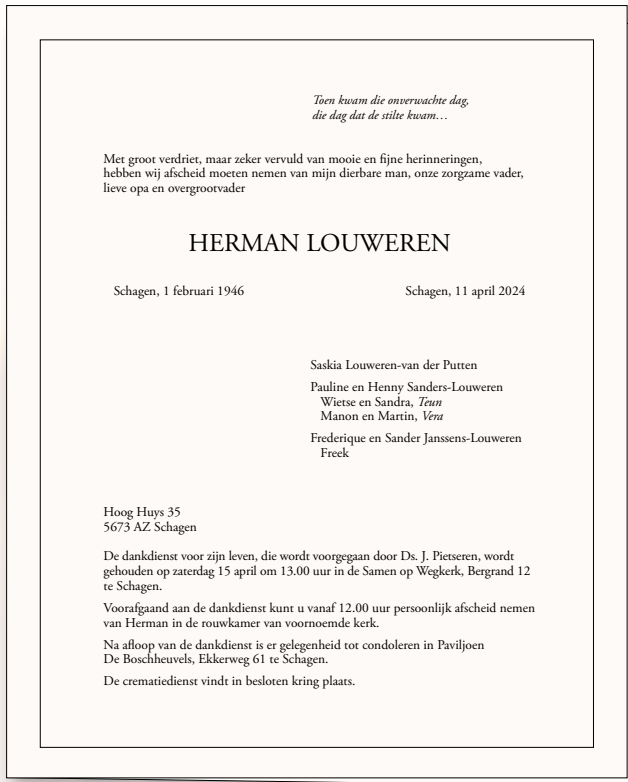 Toen kwam die onverwachte dag,
die dag dat de stilte kwam…
Met groot verdriet, maar zeker vervuld van mooie en fijne herinneringen,
hebben wij afscheid moeten nemen van mijn dierbare man, onze zorgzame vader,
lieve opa en overgrootvader
HERMAN LOUWEREN
Schagen, 1 februari 1946 Schagen, 11 april 2024
Saskia Louweren-van der Putten
Pauline en Henny Sanders-Louweren
Wietse en Sandra, Teun
Manon en Martin, Vera
Frederique en Sander Janssens-Louweren
Freek
Hoog Huys 35
5673 AZ Schagen
De dankdienst voor zijn leven, die wordt voorgegaan door Ds. J. Pietseren, wordt
gehouden op zaterdag 15 april om 13.00 uur in de Samen op Wegkerk, Bergrand 12
te Schagen.
Voorafgaand aan de dankdienst kunt u vanaf 12.00 uur persoonlijk afscheid nemen
van Herman in de rouwkamer van voornoemde kerk.
Na afloop van de dankdienst is er gelegenheid tot condoleren in Paviljoen
De Boschheuvels, Ekkerweg 61 te Schagen.
De crematiedienst vindt in besloten kring plaats.